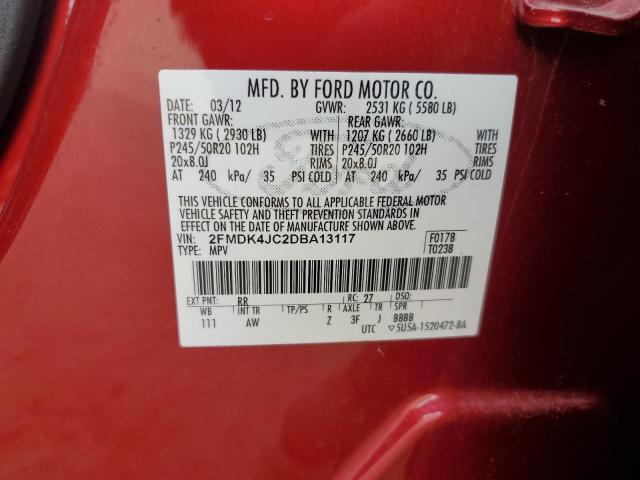 MFD. BY FORD MOTOR CO.
DATE: 03/12 GVWR: 2531 KG ( 5580 LB)
FRONT GAWR: REAR GAWR:
1329 KG ( 2930 LB) WITH 1207 KG ( 2660 LB) WITH
P245/50R20 102H TIRES P245/50R20 102H TIRES
20x8.0J RIMS 20x8.0J RIMS
AT 240 kPa/ 35 PSI COLD AT 240 kPa/ 35 PSI COLD
THIS VEHICLE CONFORMS TO ALL APPLICABLE FEDERAL MOTOR
VEHICLE SAFETY AND THEFT PREVENTION STANDARDS IN
EFFECT ON THE DATE OF MANUFACTURE SHOWN ABOVE.
VIN: 2FMDK4JC2DBA13117 F0178
TYPE: MPV T0238
EXT PNT: RR RC: 27 DSO:
WB INT TR TP/PS R AXLE TR SPR
111 AW Z 3F J BBBB
UTC ▽5U5A-1520472-BA
Ford